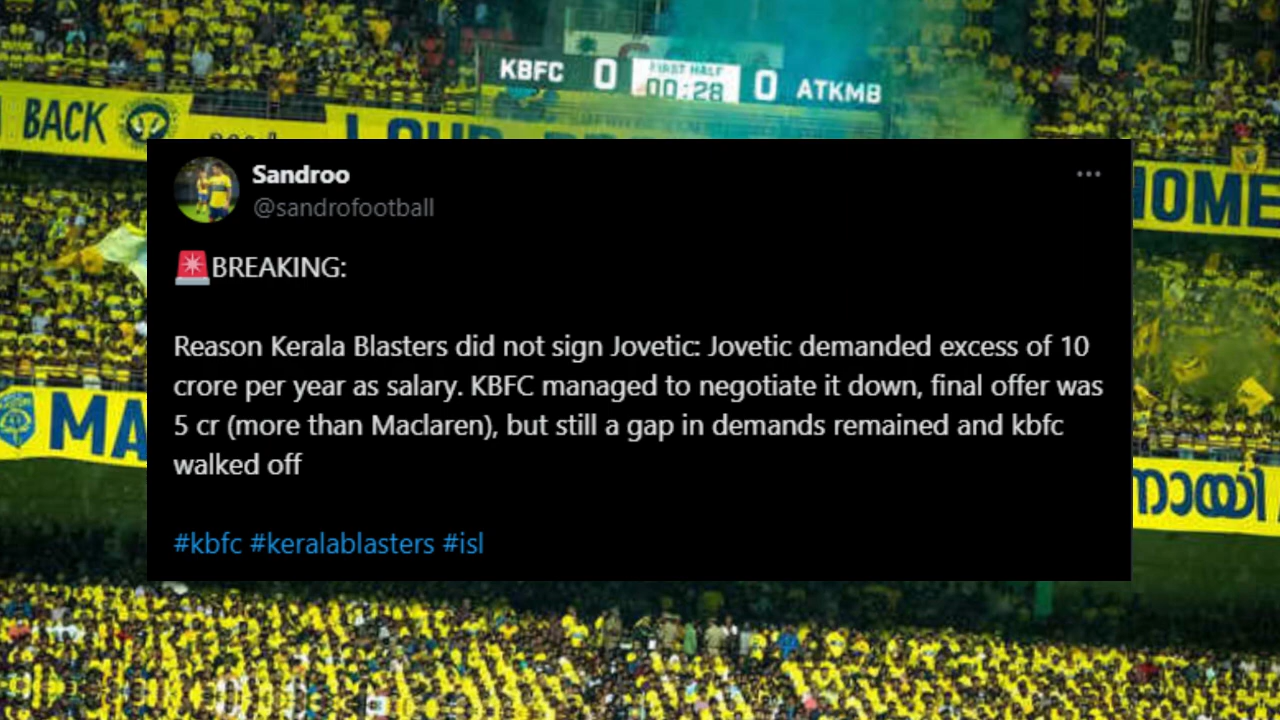 KBFC 0 FIRST HALF 00:28 0 ATKMB
BACK
LOUD
HOME
Sandroo
@sandrofootball
🚨BREAKING:
Reason Kerala Blasters did not sign Jovetic: Jovetic demanded excess of 10
crore per year as salary. KBFC managed to negotiate it down, final offer was
5 cr (more than Maclaren), but still a gap in demands remained and kbfc
walked off
#kbfc #keralablasters #isl
MA
നായി